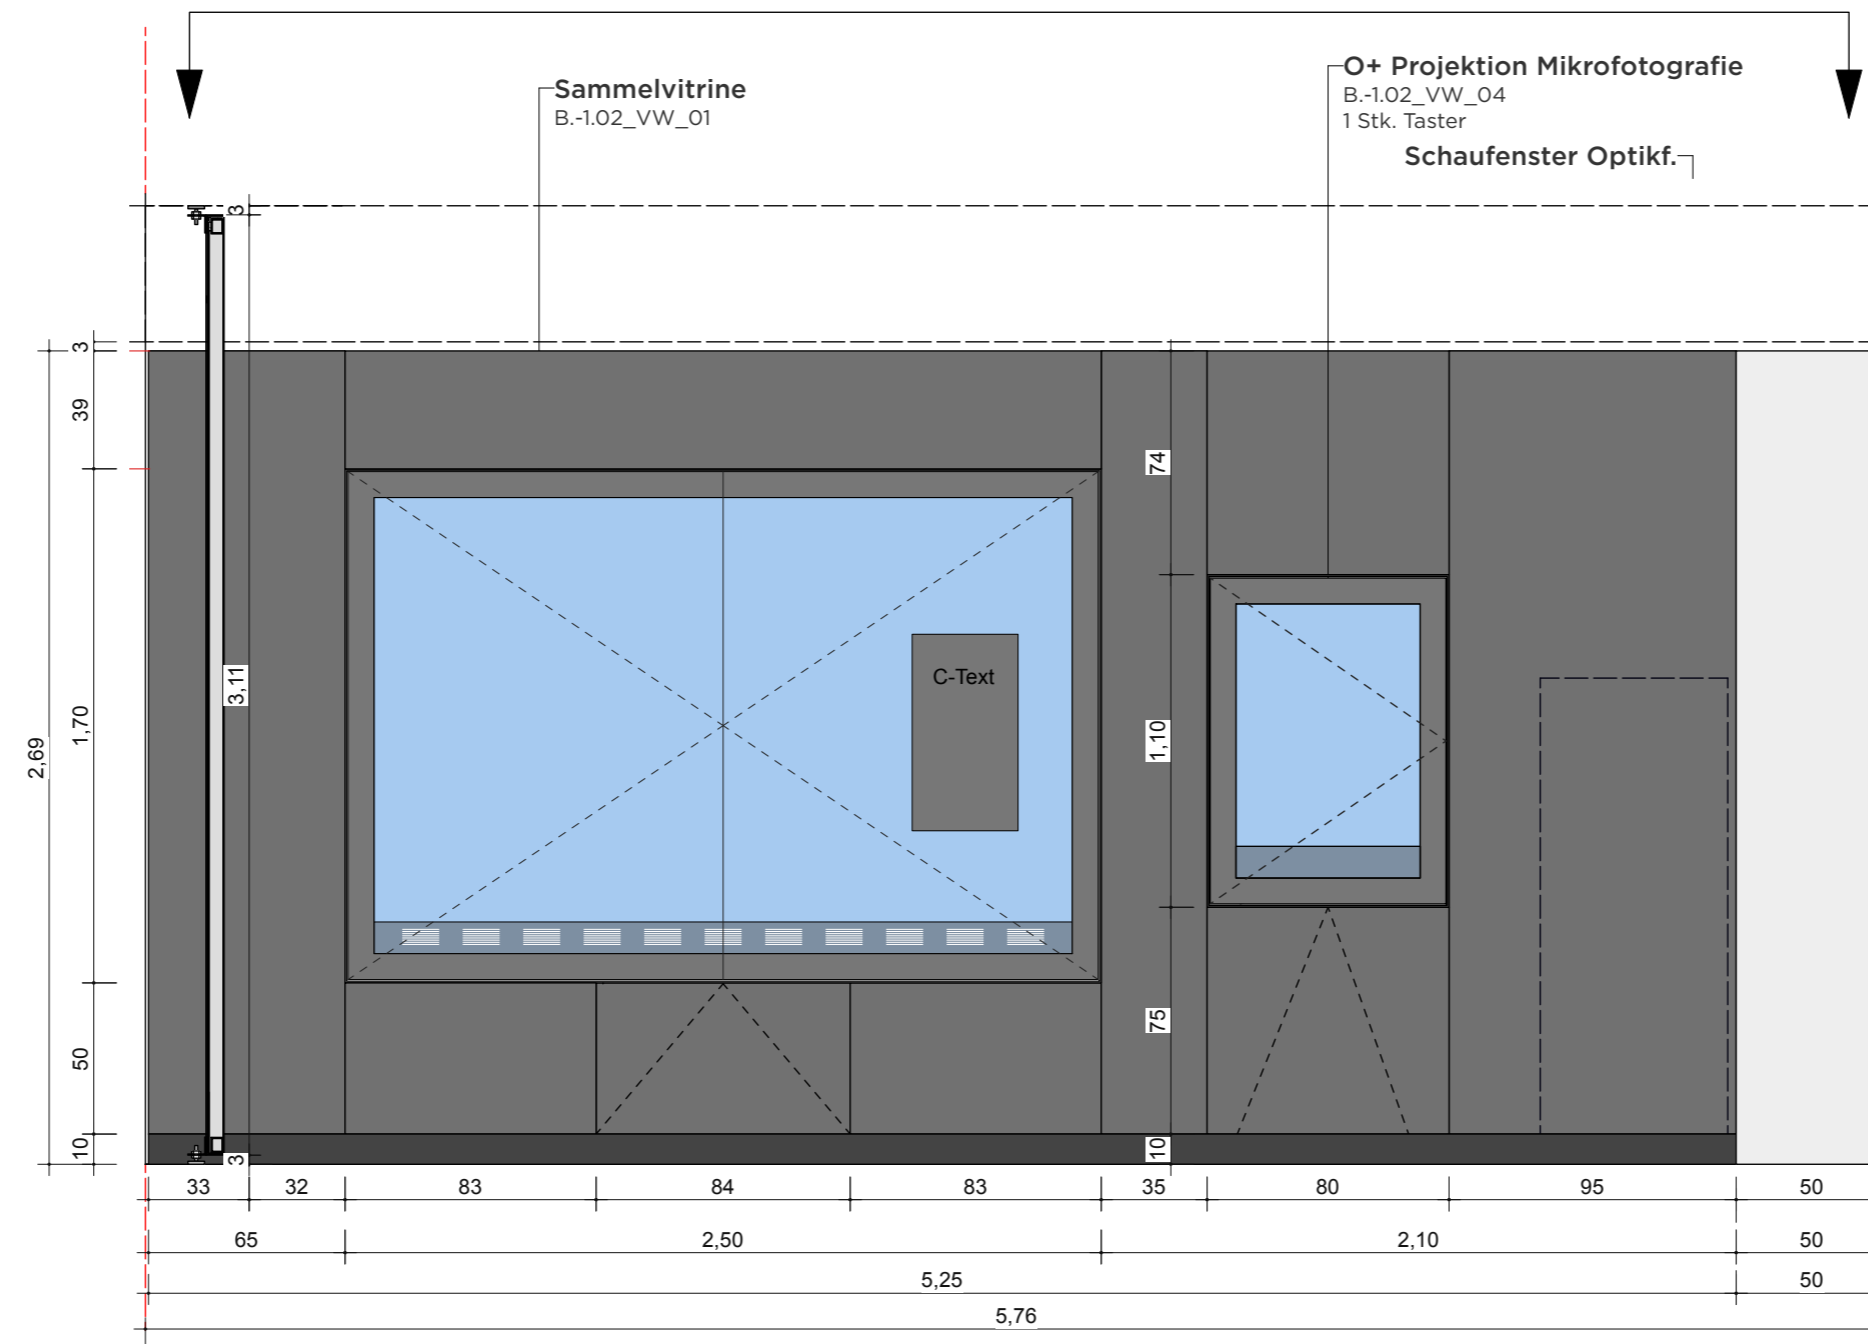 Sammelvitrine
B.-1.02_VW_01
O+ Projektion Mikrofotografie
B.-1.02_VW_04
1 Stk. Taster
Schaufenster Optikf.
3
3
39
74
C-Text
3,11
1,70
1,10
2,69
75
50
10
3
10
33 32 83 84 83 35 80 95 50
65 2,50 2,10 50
5,25 50
5,76